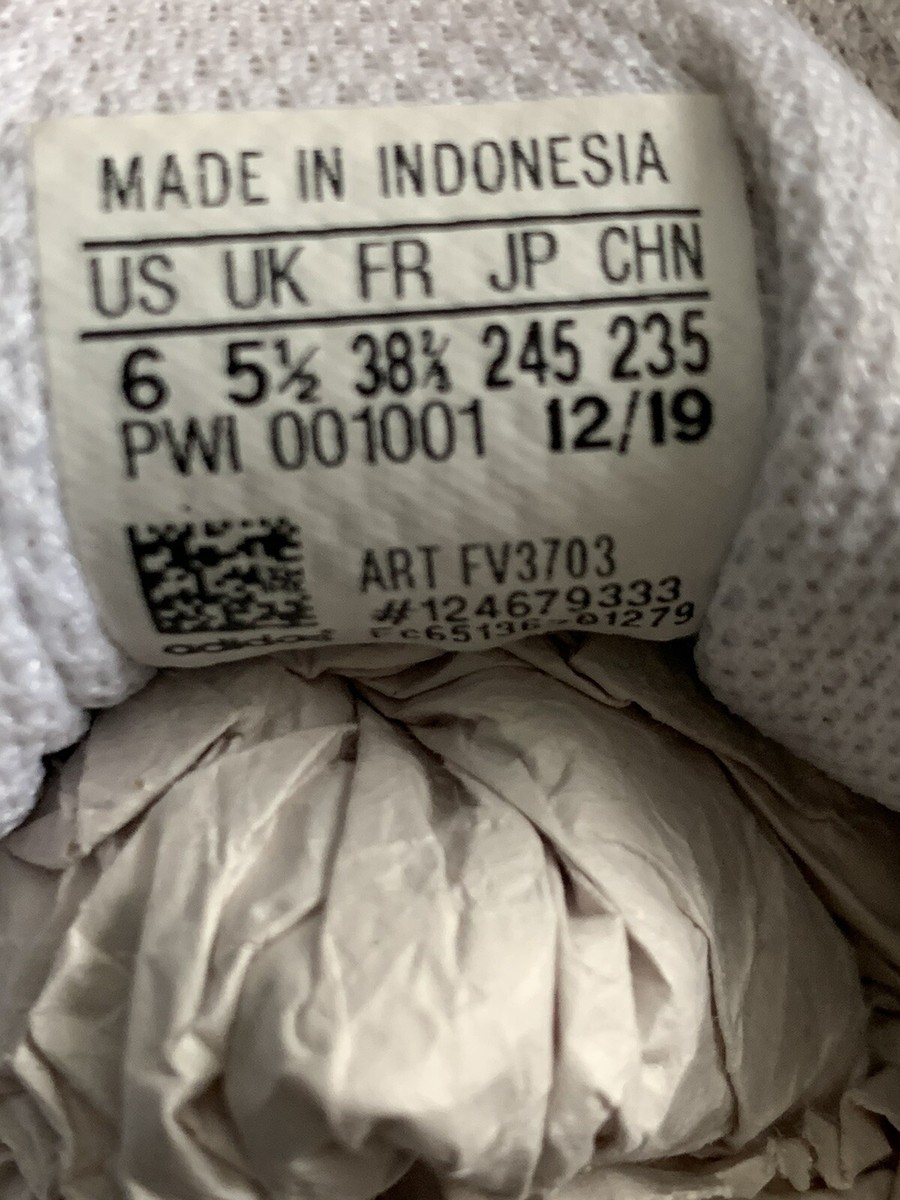 MADE IN INDONESIA
US UK FR JP CHN
6 5½ 38⅔ 245 235
PWI 001001 12/19
ART FV3703
#124679333
adidas